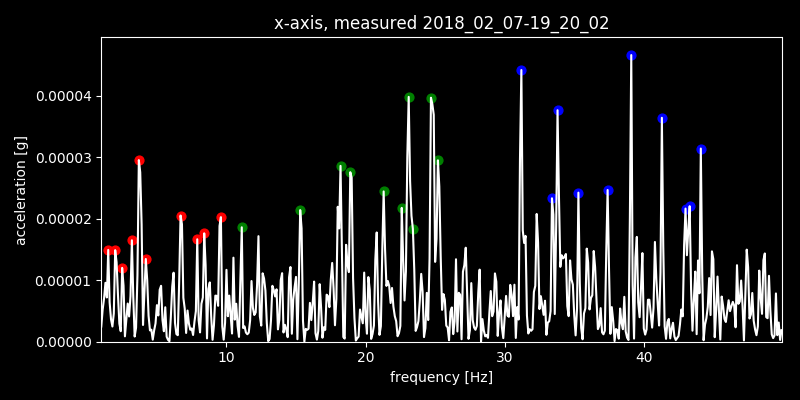 x-axis, measured 2018_02_07-19_20_02
acceleration [g]
0.00004
0.00003
0.00002
0.00001
0.00000
10 20 30 40
frequency [Hz]